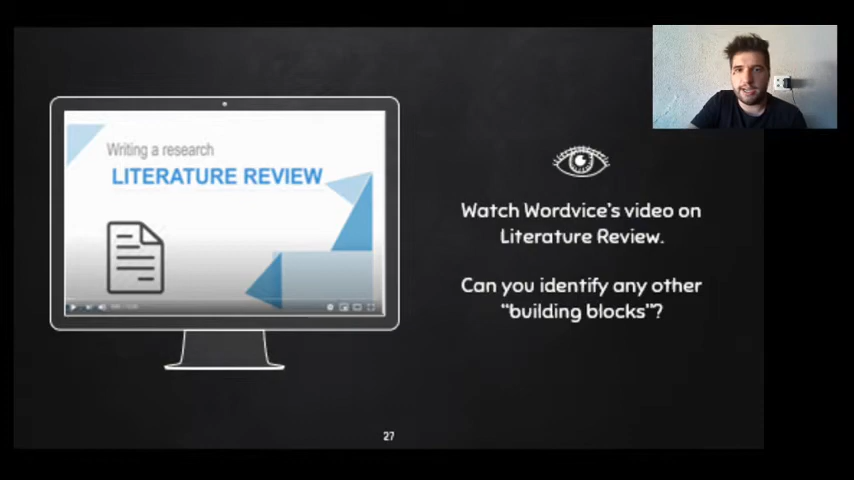 Writing a research
LITERATURE REVIEW
Watch Wordvice's video on
Literature Review.
Can you identify any other
“building blocks”?
27